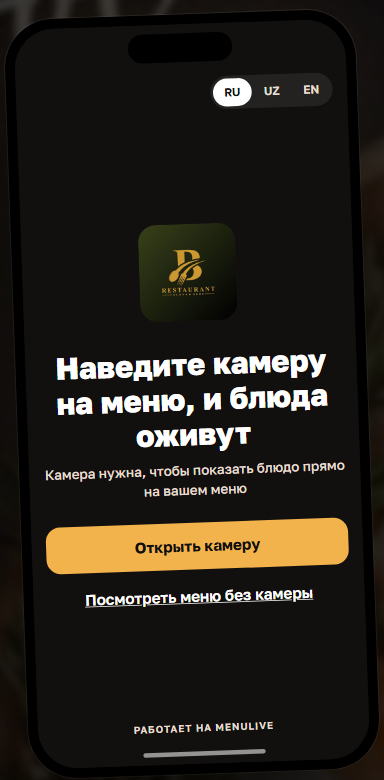 RU UZ EN
B
RESTAURANT
Наведите камеру
на меню, и блюда
оживут
Камера нужна, чтобы показать блюдо прямо
на вашем меню
Открыть камеру
Посмотреть меню без камеры
РАБОТАЕТ НА MENULIVE